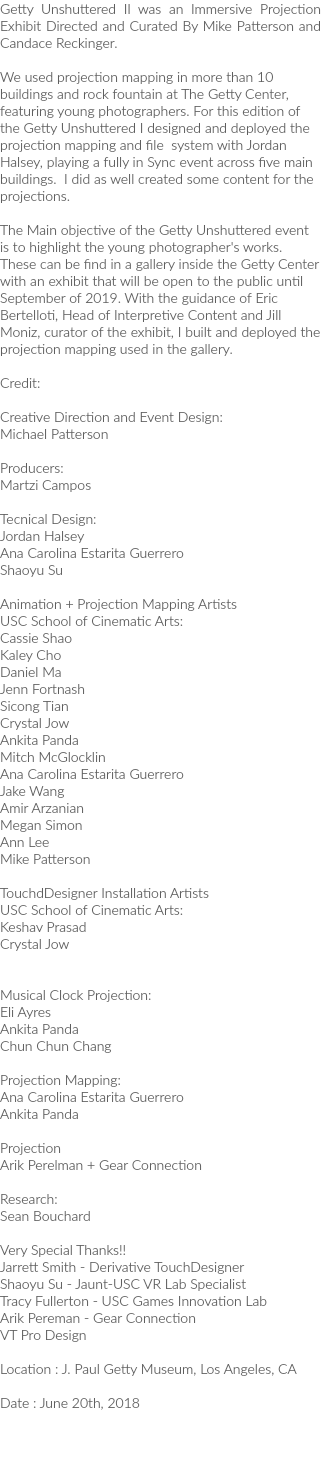 Getty Unshuttered II was an Immersive Projection
Exhibit Directed and Curated By Mike Patterson and
Candace Reckinger.

We used projection mapping in more than 10
buildings and rock fountain at The Getty Center,
featuring young photographers. For this edition of
the Getty Unshuttered I designed and deployed the
projection mapping and file  system with Jordan
Halsey, playing a fully in Sync event across five main
buildings.  I did as well created some content for the
projections.

The Main objective of the Getty Unshuttered event
is to highlight the young photographer's works.
These can be find in a gallery inside the Getty Center
with an exhibit that will be open to the public until
September of 2019. With the guidance of Eric
Bertelloti, Head of Interpretive Content and Jill
Moniz, curator of the exhibit, I built and deployed the
projection mapping used in the gallery.

Credit:

Creative Direction and Event Design:
Michael Patterson

Producers:
Martzi Campos

Tecnical Design:
Jordan Halsey
Ana Carolina Estarita Guerrero
Shaoyu Su

Animation + Projection Mapping Artists
USC School of Cinematic Arts:
Cassie Shao
Kaley Cho
Daniel Ma
Jenn Fortnash
Sicong Tian
Crystal Jow
Ankita Panda
Mitch McGlocklin
Ana Carolina Estarita Guerrero
Jake Wang
Amir Arzanian
Megan Simon
Ann Lee
Mike Patterson

TouchdDesigner Installation Artists
USC School of Cinematic Arts:
Keshav Prasad
Crystal Jow

Musical Clock Projection:
Eli Ayres
Ankita Panda
Chun Chun Chang

Projection Mapping:
Ana Carolina Estarita Guerrero
Ankita Panda

Projection
Arik Perelman + Gear Connection

Research:
Sean Bouchard

Very Special Thanks!!
Jarrett Smith - Derivative TouchDesigner
Shaoyu Su - Jaunt-USC VR Lab Specialist
Tracy Fullerton - USC Games Innovation Lab
Arik Pereman - Gear Connection
VT Pro Design

Location : J. Paul Getty Museum, Los Angeles, CA

Date : June 20th, 2018